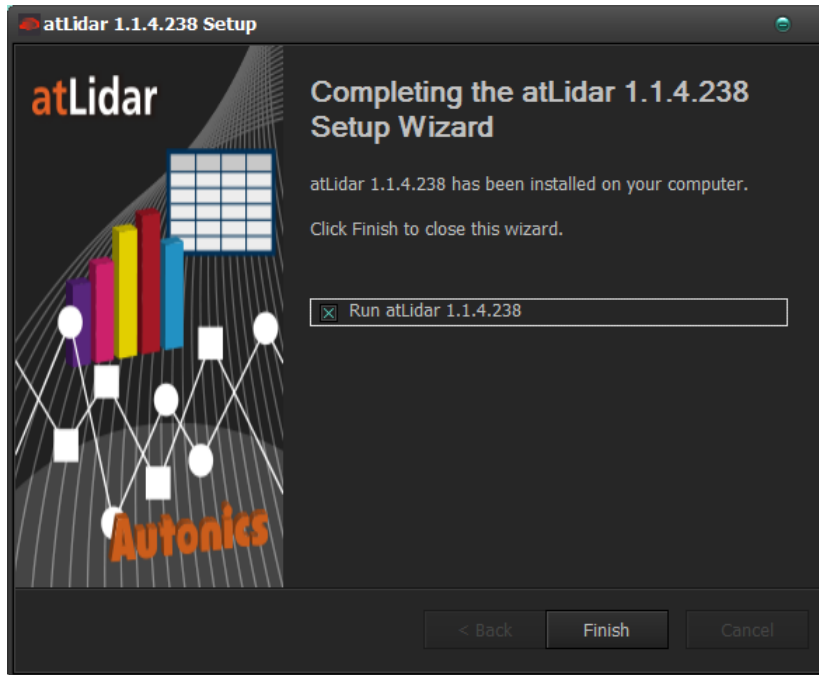 atLidar 1.1.4.238 Setup
atLidar
Completing the atLidar 1.1.4.238
Setup Wizard
atLidar 1.1.4.238 has been installed on your computer.
Click Finish to close this wizard.
Run atLidar 1.1.4.238
Autonics
< Back
Finish
Cancel